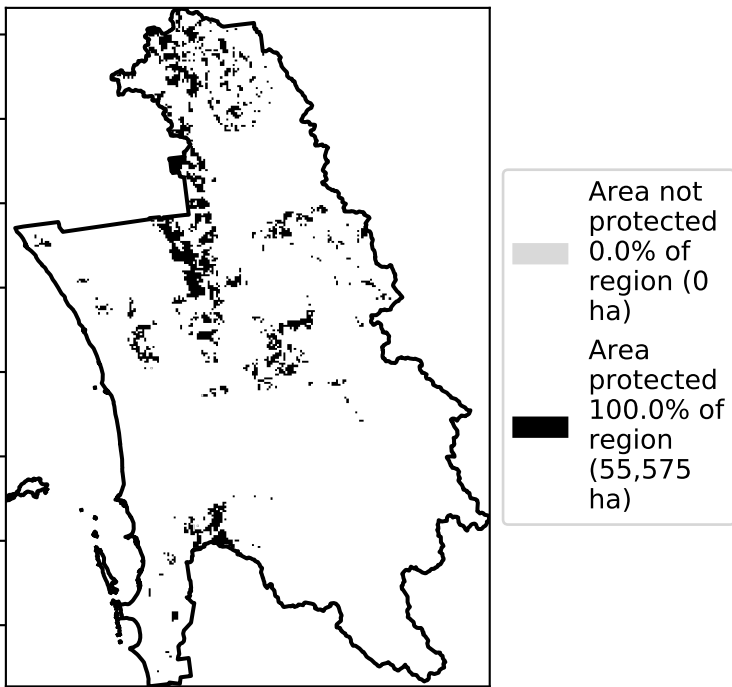 Area not
protected
0.0% of
region (0
ha)
Area
protected
100.0% of
region
(55,575
ha)